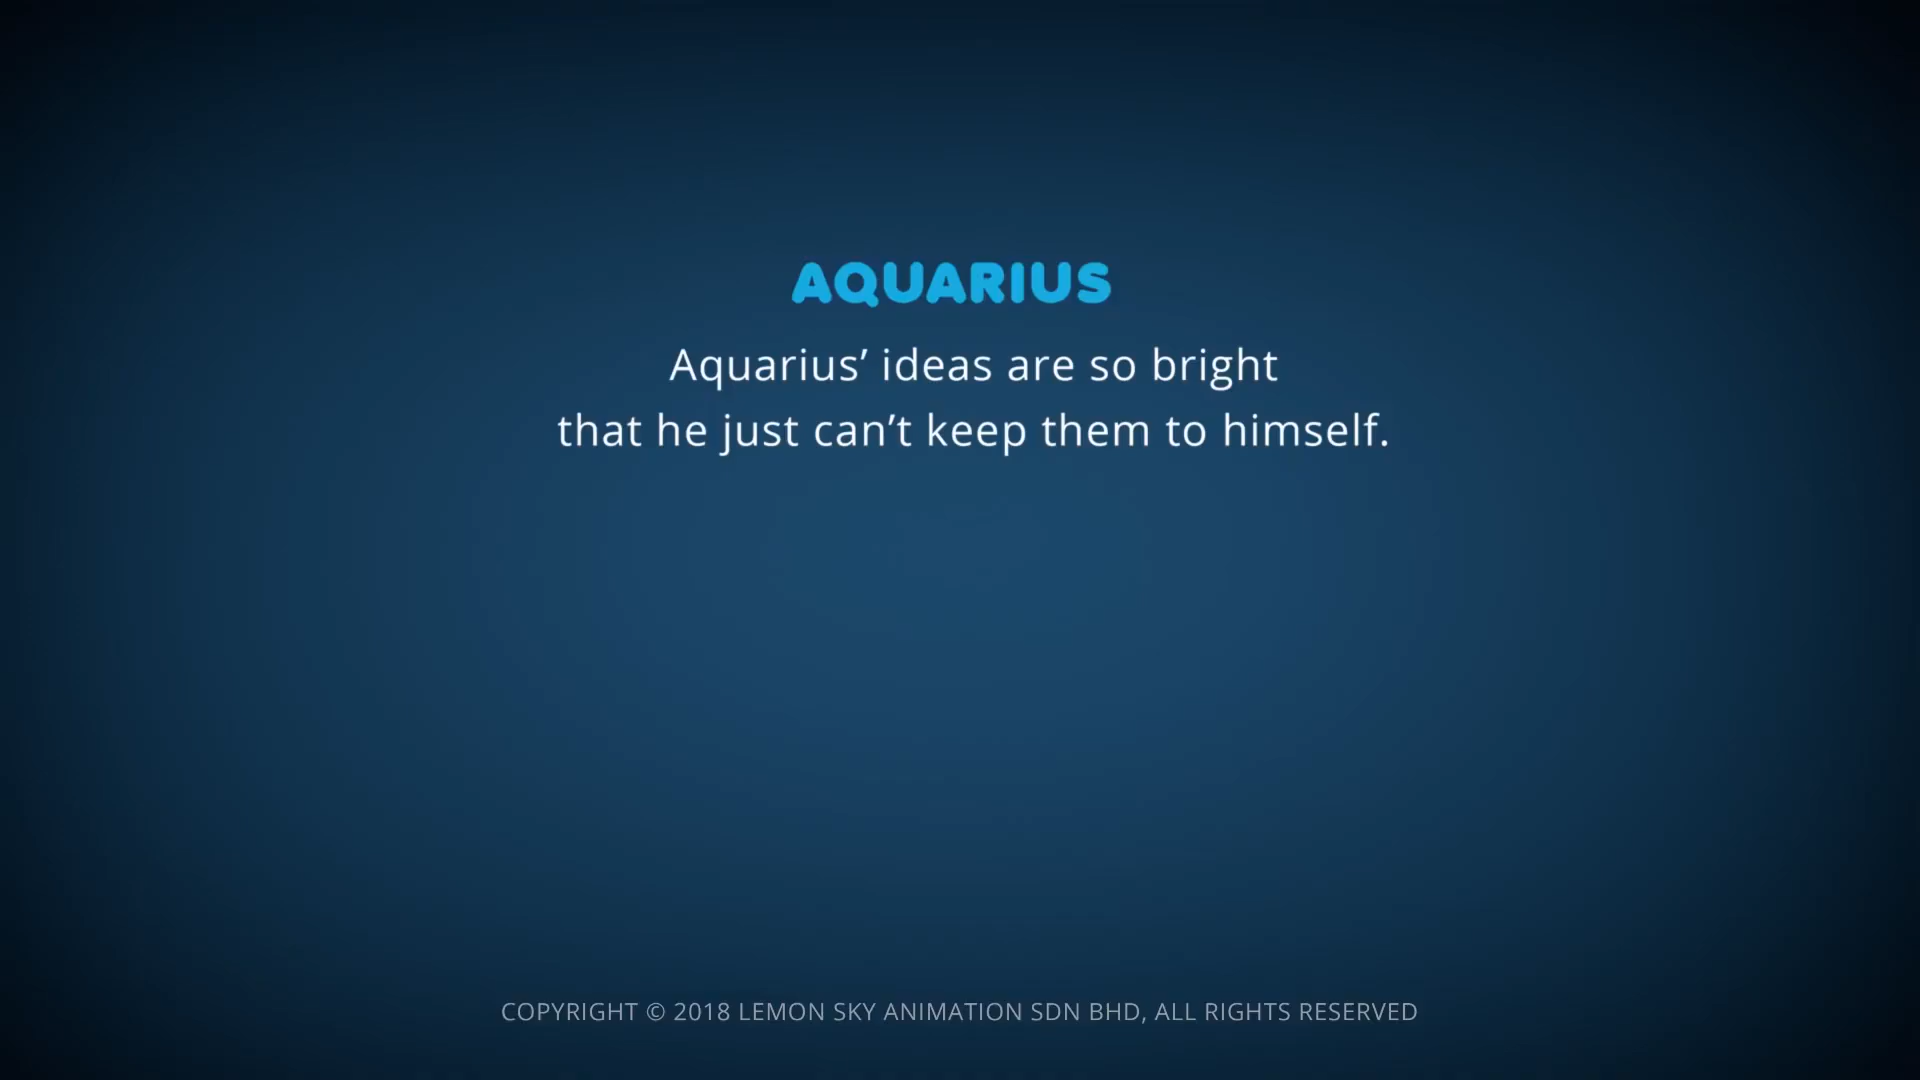 AQUARIUS
Aquarius’ ideas are so bright
that he just can’t keep them to himself.
COPYRIGHT © 2018 LEMON SKY ANIMATION SDN BHD, ALL RIGHTS RESERVED